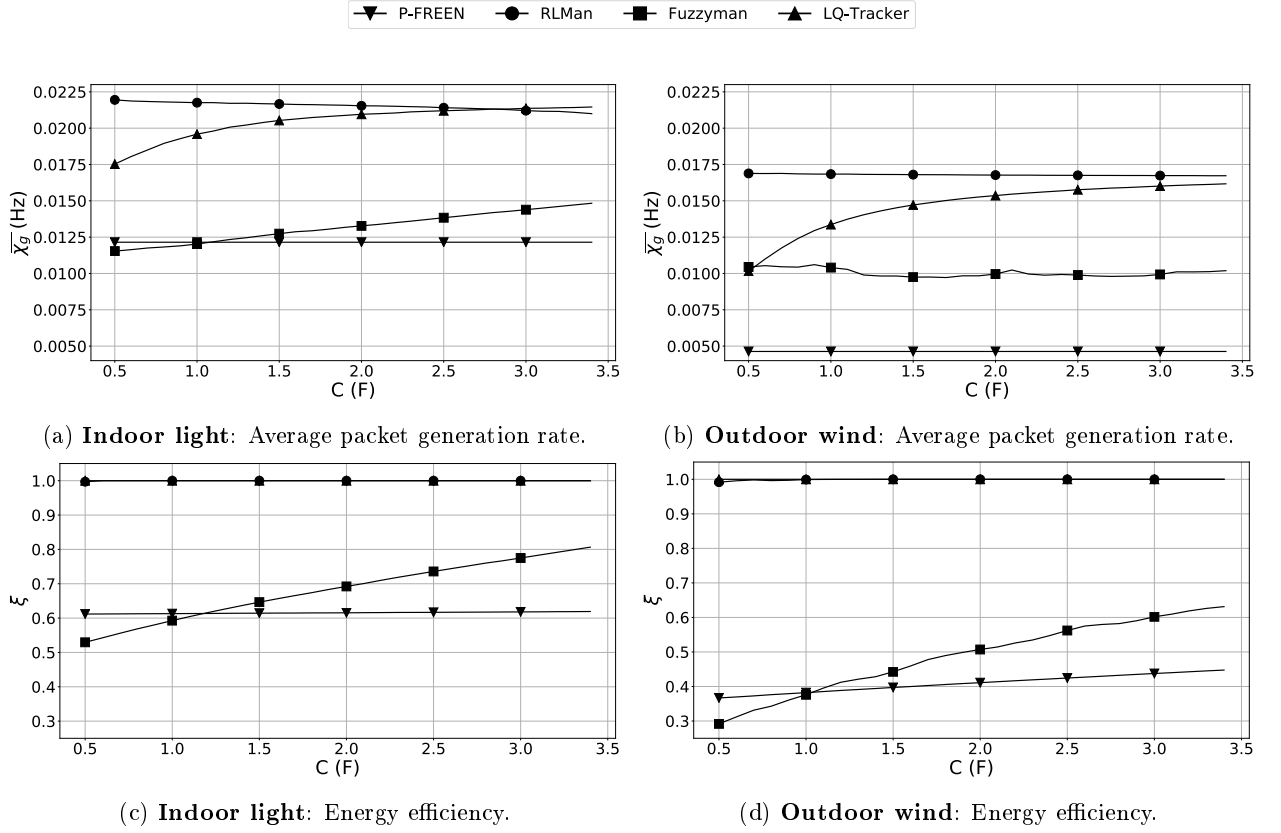 P-FREEN RLMan Fuzzyman LQ-Tracker
0.0225
0.0200
0.0175
0.0150
0.0125
0.0100
0.0075
0.0050
χg (Hz)
0.5 1.0 1.5 2.0 2.5 3.0 3.5
C (F)
(a) Indoor light: Average packet generation rate.
0.0225
0.0200
0.0175
0.0150
0.0125
0.0100
0.0075
0.0050
χg (Hz)
0.5 1.0 1.5 2.0 2.5 3.0 3.5
C (F)
(b) Outdoor wind: Average packet generation rate.
1.0
0.9
0.8
0.7
0.6
0.5
0.4
0.3
ξ
0.5 1.0 1.5 2.0 2.5 3.0 3.5
C (F)
(c) Indoor light: Energy efficiency.
1.0
0.9
0.8
0.7
0.6
0.5
0.4
0.3
ξ
0.5 1.0 1.5 2.0 2.5 3.0 3.5
C (F)
(d) Outdoor wind: Energy efficiency.